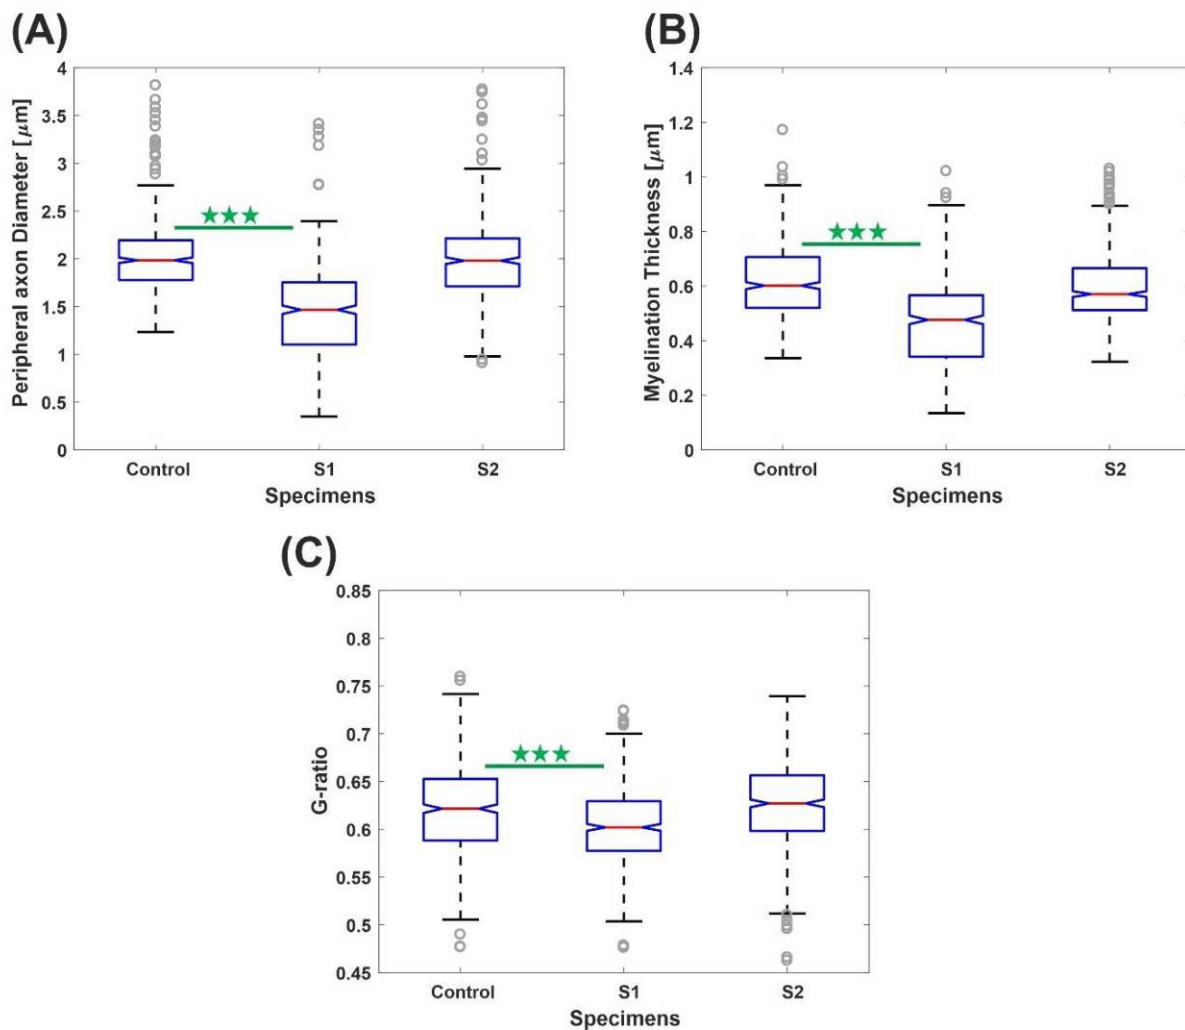 (A)
Peripheral axon Diameter [μm]
4
3.5
3
2.5
2
1.5
1
0.5
0
★★★
Control S1 S2
Specimens
(B)
Myelination Thickness [μm]
1.4
1.2
1
0.8
0.6
0.4
0.2
0
★★★
Control S1 S2
Specimens
(C)
G-ratio
0.85
0.8
0.75
0.7
0.65
0.6
0.55
0.5
0.45
★★★
Control S1 S2
Specimens